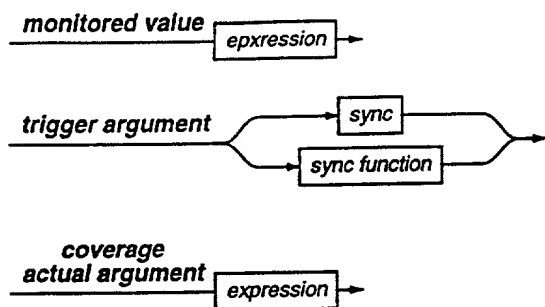 monitored value
epxression
trigger argument
sync
sync function
coverage
actual argument
expression